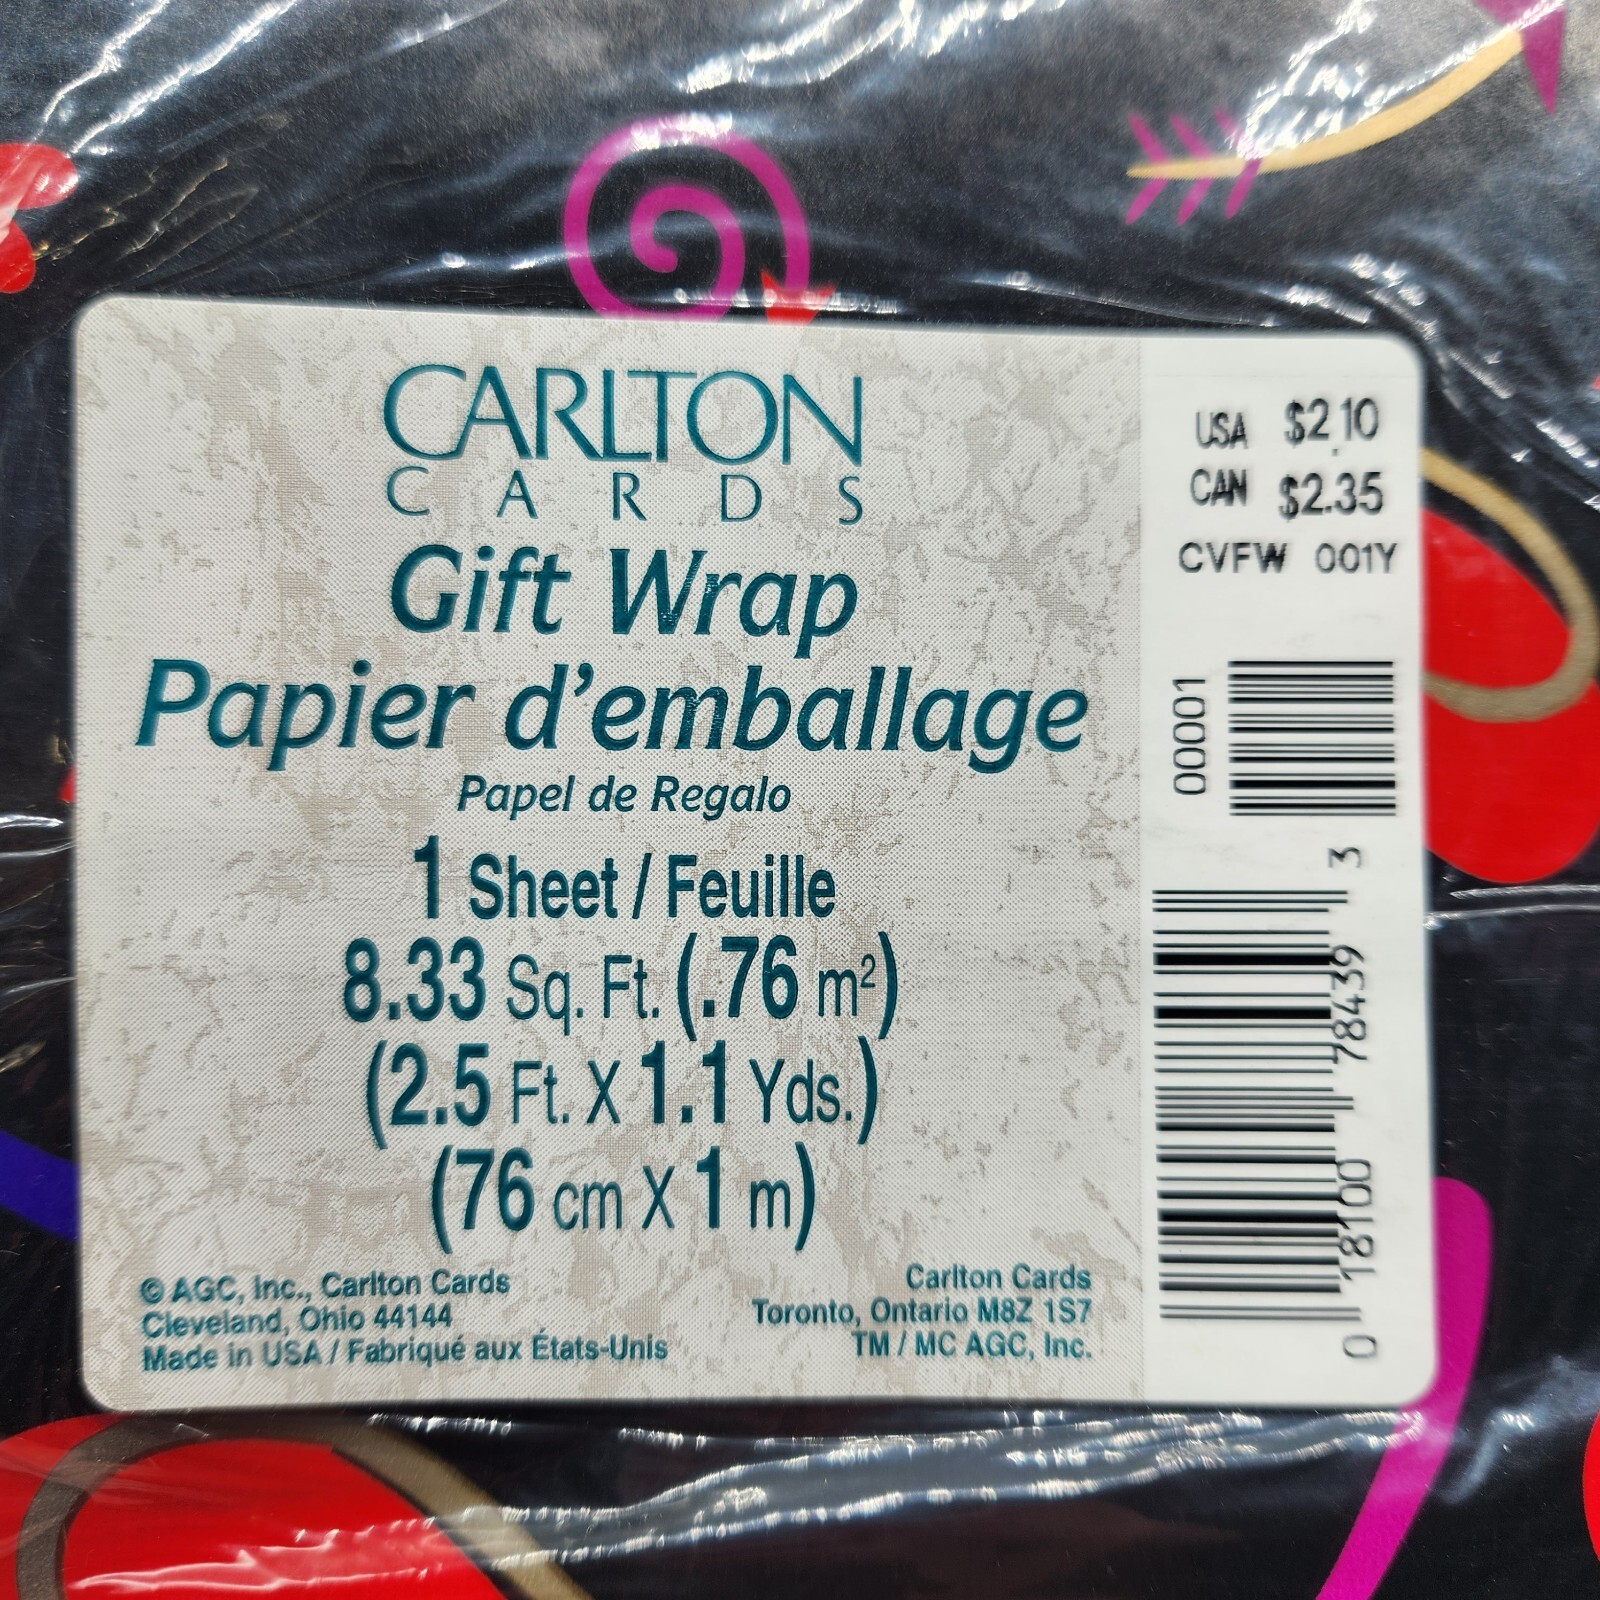 CARLTON
CARDS
Gift Wrap
Papier d'emballage
Papel de Regalo
1 Sheet / Feuille
8.33 Sq. Ft. (.76 m²)
(2.5 Ft. X 1.1 Yds.)
(76 cm X 1 m)
© AGC, Inc., Carlton Cards
Cleveland, Ohio 44144
Made in USA / Fabriqué aux États-Unis
Carlton Cards
Toronto, Ontario M8Z 1S7
TM / MC AGC, Inc.
USA $2.10
CAN $2.35
CVFW 001Y
00001
0 18100 78439 3